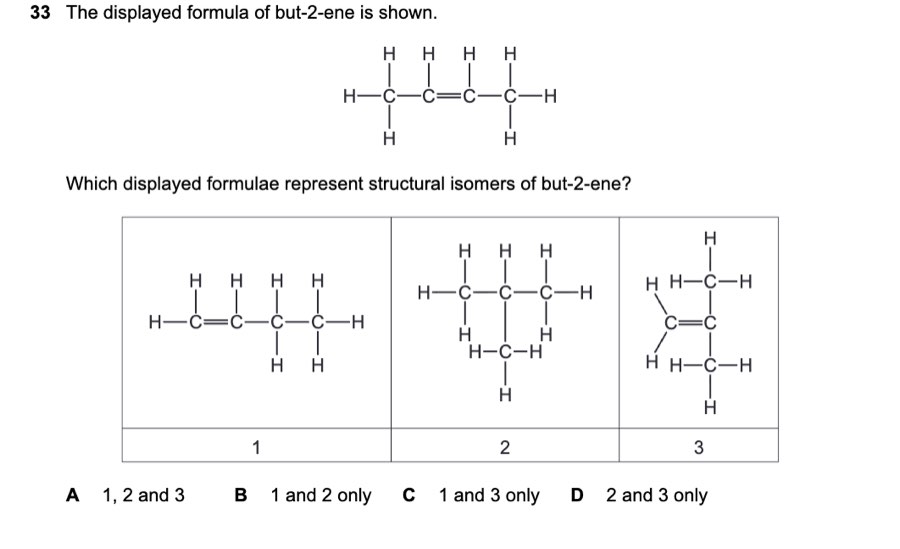 33 The displayed formula of but-2-ene is shown.
H H H H
H C C C C H
H H
Which displayed formulae represent structural isomers of but-2-ene?
H H H H
H C C C C H
H H
1
H H H
H C C C H
H H
H C H
H
2
H
H H C H
C C
H H C H
H
3
A 1, 2 and 3 B 1 and 2 only C 1 and 3 only D 2 and 3 only